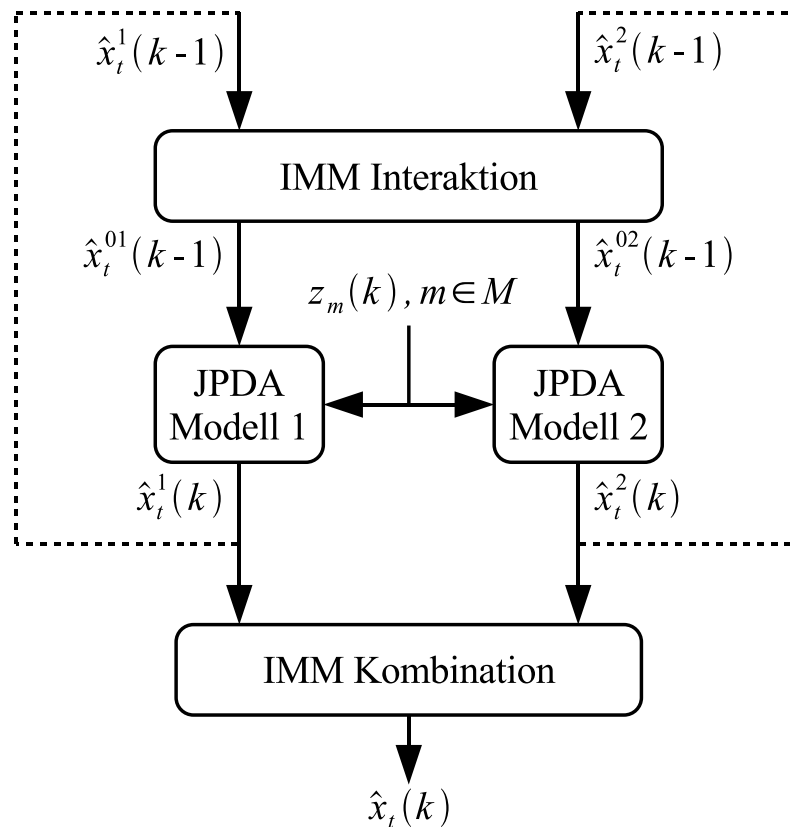 x̂_t^1(k-1)
x̂_t^2(k-1)
IMM Interaktion
x̂_t^01(k-1)
x̂_t^02(k-1)
z_m(k), m∈M
JPDA
Modell 1
JPDA
Modell 2
x̂_t^1(k)
x̂_t^2(k)
IMM Kombination
x̂_t(k)